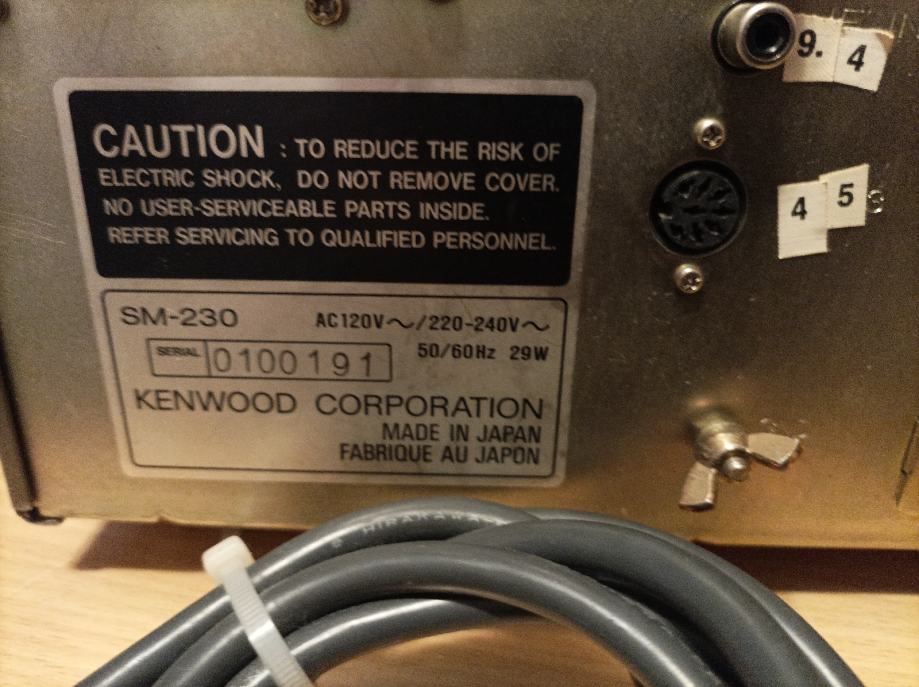 9. 4
CAUTION : TO REDUCE THE RISK OF
ELECTRIC SHOCK, DO NOT REMOVE COVER.
NO USER-SERVICEABLE PARTS INSIDE.
REFER SERVICING TO QUALIFIED PERSONNEL.
4 5
SM-230 AC120V～/220-240V～
50/60Hz 29W
SERIAL 0100191
KENWOOD CORPORATION
MADE IN JAPAN
FABRIQUE AU JAPON
HIRAKAWA